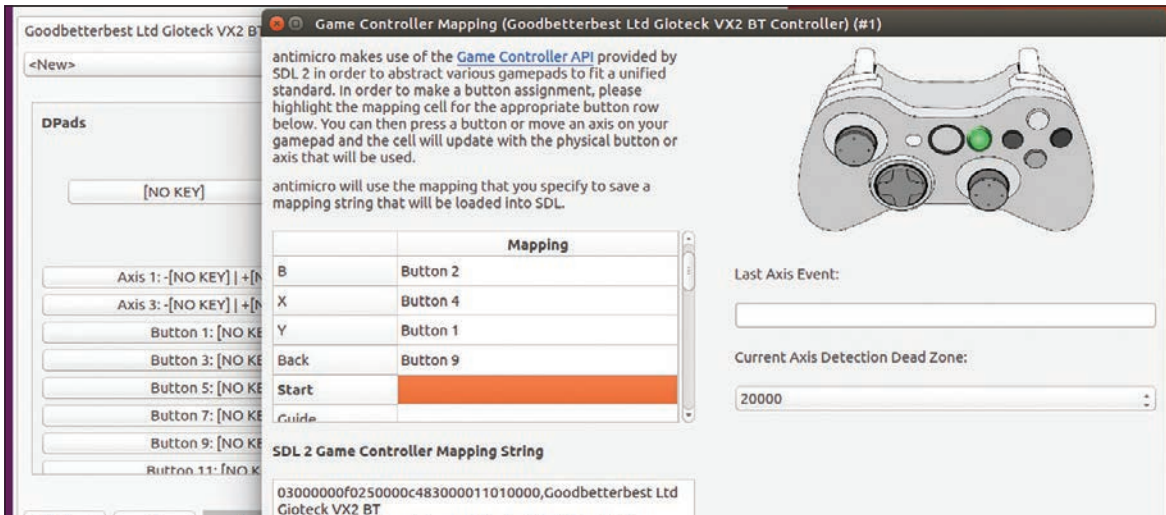 Goodbetterbest Ltd Gioteck VX2 BT
<New>
DPads
[NO KEY]
Axis 1: -[NO KEY] | +[N
Axis 3: -[NO KEY] | +[N
Button 1: [NO KE
Button 3: [NO KE
Button 5: [NO KE
Button 7: [NO KE
Button 9: [NO KE
Button 11: [NO K
Game Controller Mapping (Goodbetterbest Ltd Gioteck VX2 BT Controller) (#1)
antimicro makes use of the Game Controller API provided by
SDL 2 in order to abstract various gamepads to fit a unified
standard. In order to make a button assignment, please
highlight the mapping cell for the appropriate button row
below. You can then press a button or move an axis on your
gamepad and the cell will update with the physical button or
axis that will be used.
antimicro will use the mapping that you specify to save a
mapping string that will be loaded into SDL.
Mapping
B Button 2
X Button 4
Y Button 1
Back Button 9
Start
Guide
SDL 2 Game Controller Mapping String
03000000f0250000c483000011010000,Goodbetterbest Ltd
Gioteck VX2 BT
Last Axis Event:
Current Axis Detection Dead Zone:
20000